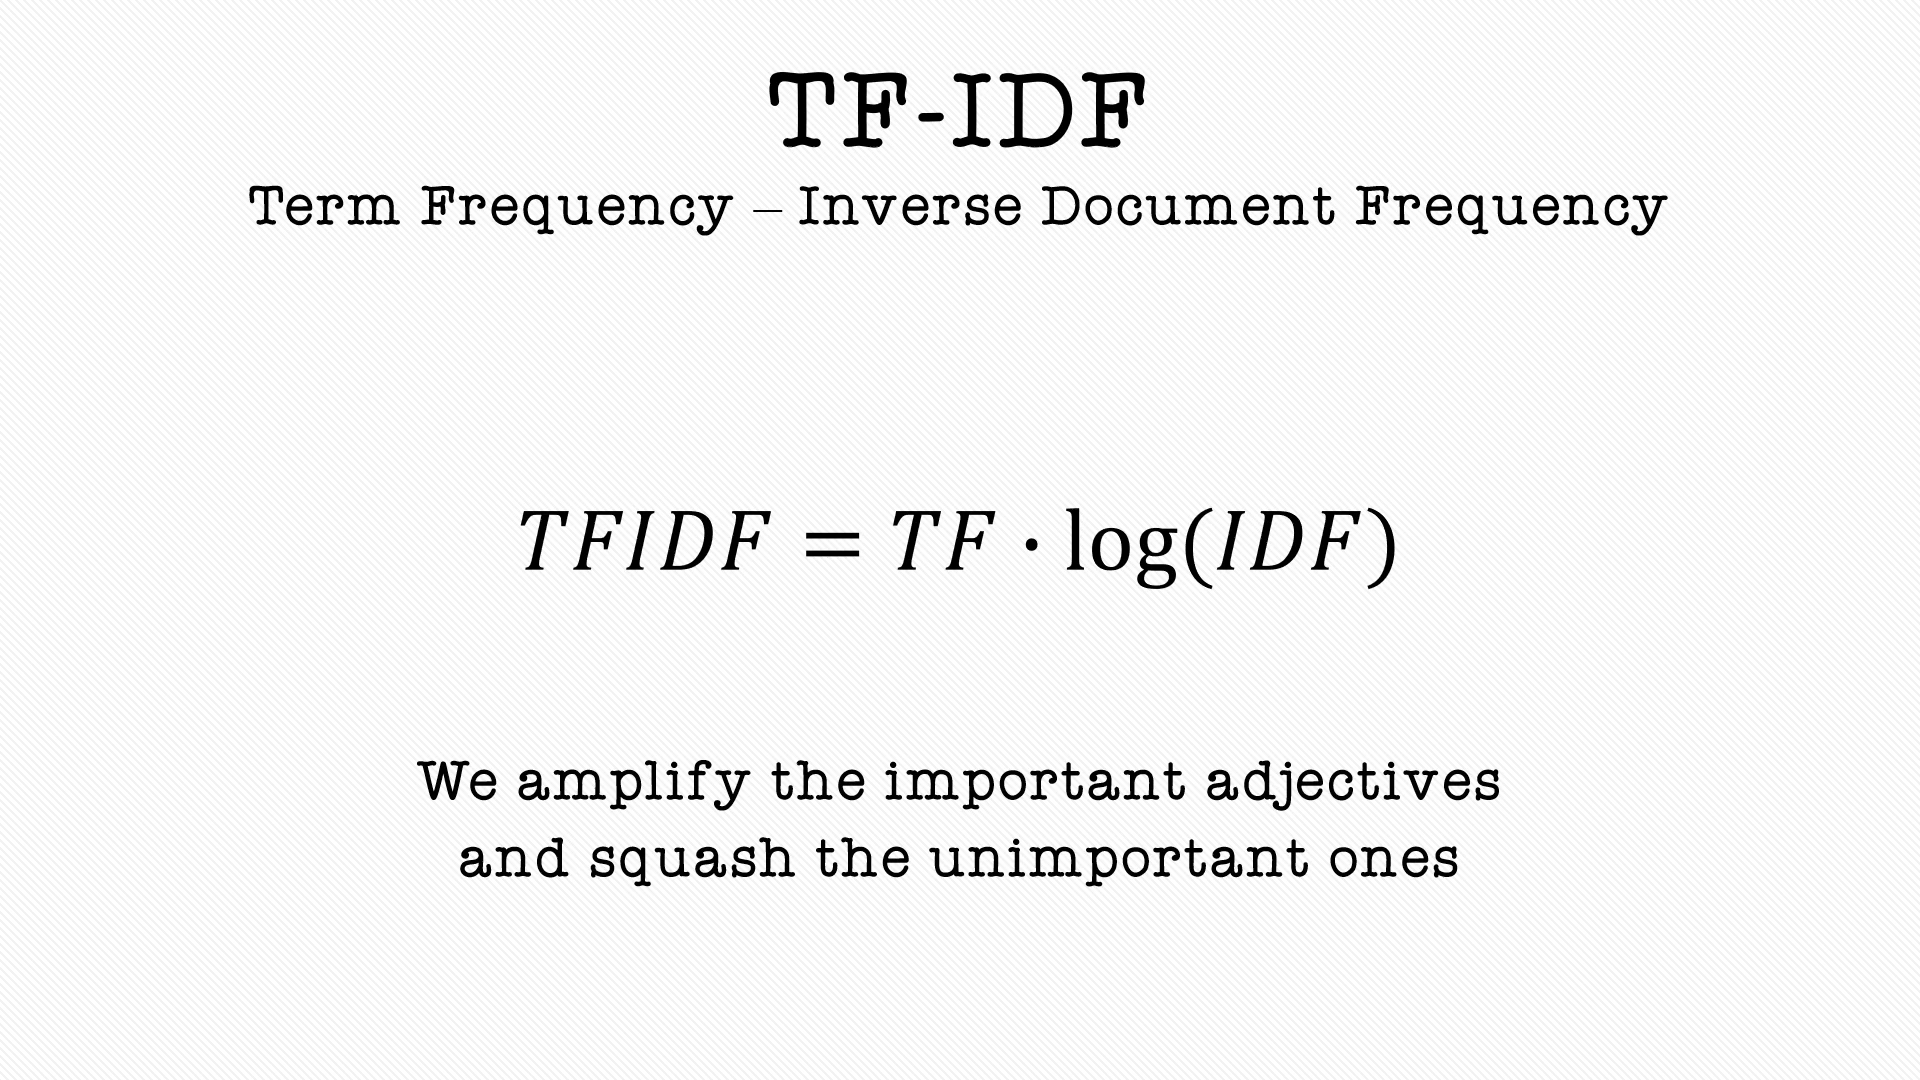 TF-IDF
Term Frequency – Inverse Document Frequency
TFIDF = TF · log(IDF)
We amplify the important adjectives
and squash the unimportant ones